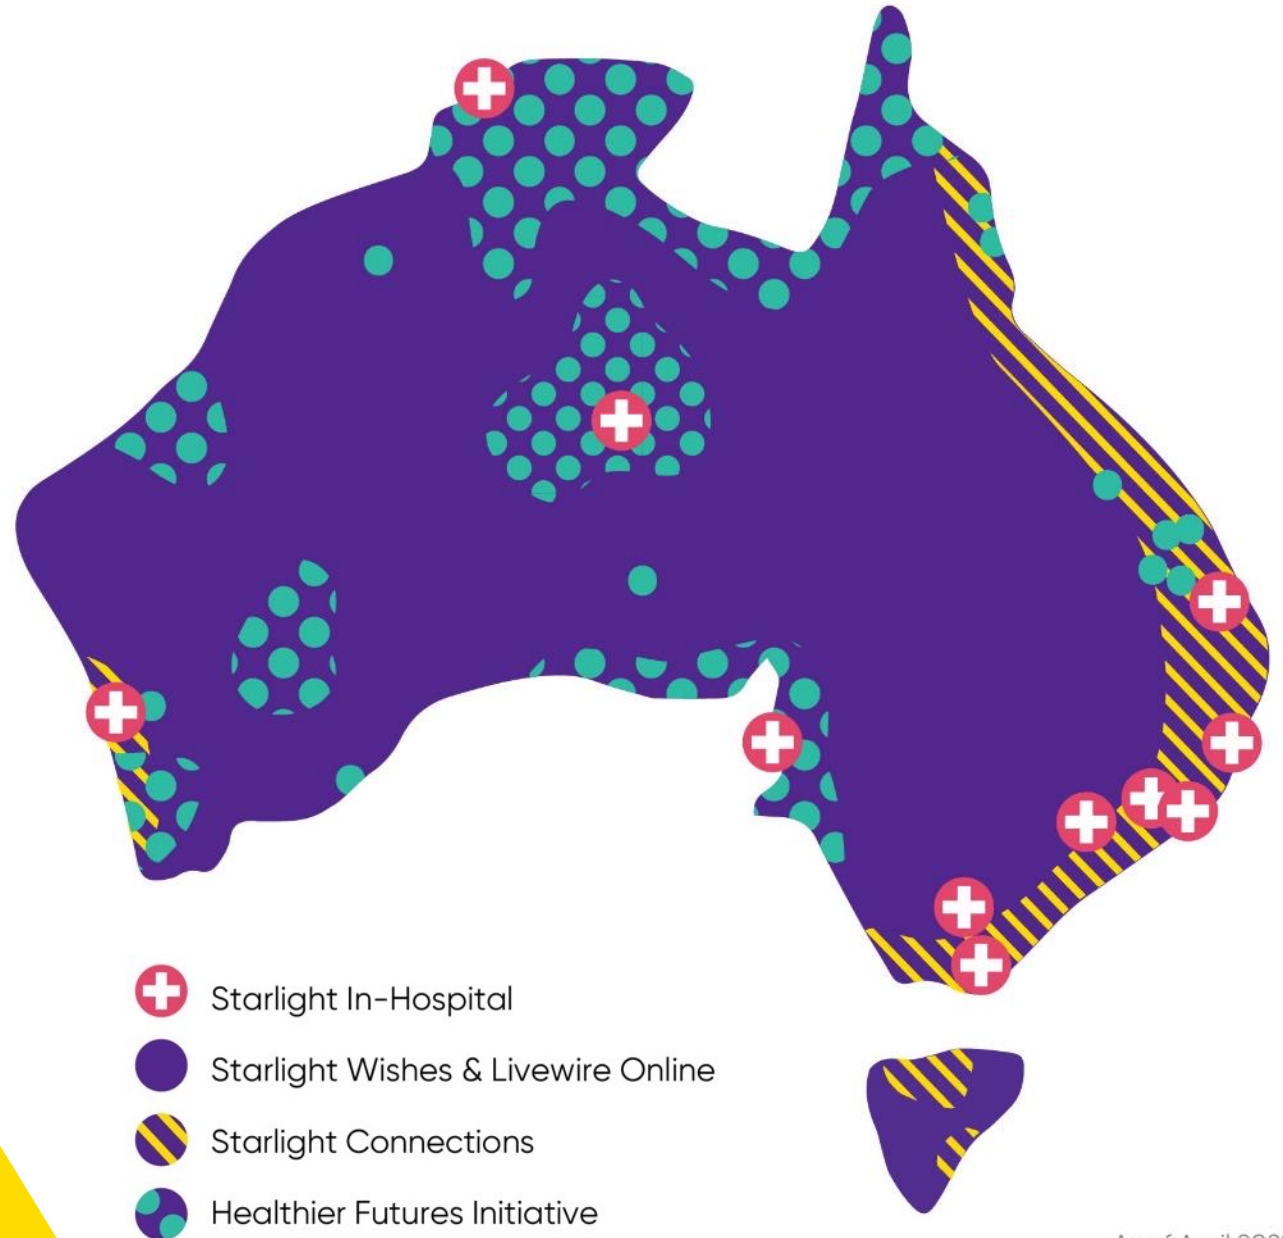 Starlight In-Hospital
Starlight Wishes & Livewire Online
Starlight Connections
Healthier Futures Initiative